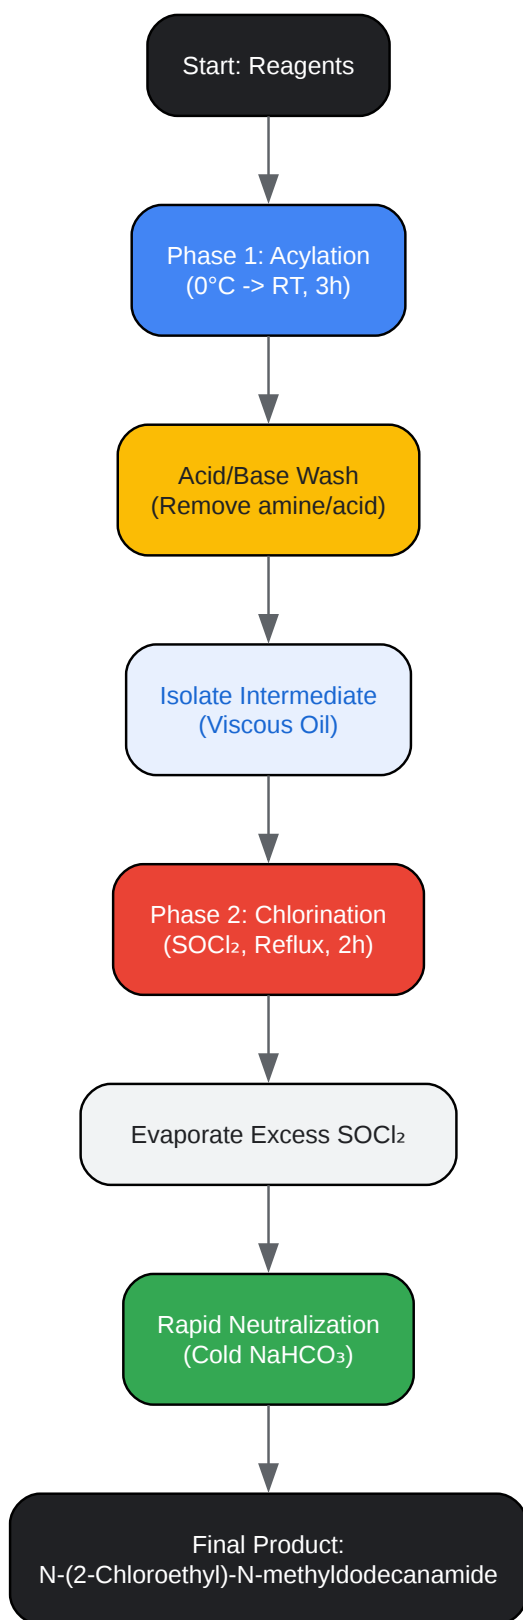 Start: Reagents
Phase 1: Acylation
(0°C -> RT, 3h)
Acid/Base Wash
(Remove amine/acid)
Isolate Intermediate
(Viscous Oil)
Phase 2: Chlorination
(SOCl₂, Reflux, 2h)
Evaporate Excess SOCl₂
Rapid Neutralization
(Cold NaHCO₃)
Final Product:
N-(2-Chloroethyl)-N-methyldodecanamide